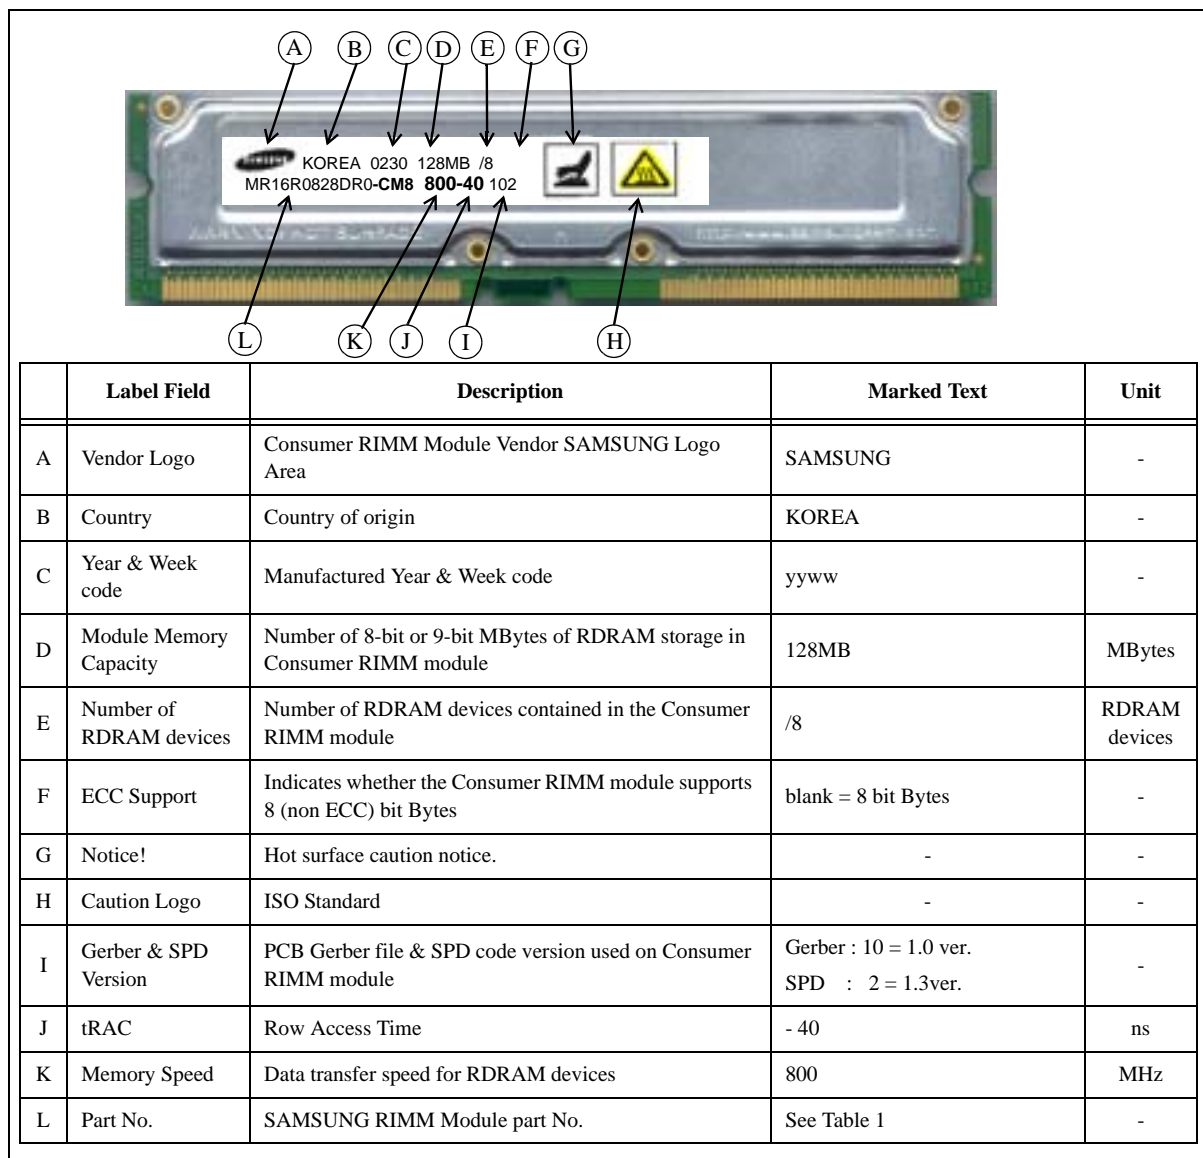 A B C D E F G
SAMSUNG KOREA 0230 128MB /8
MR16R0828DR0-CM8 800-40 102
L K J I H
Label Field Description Marked Text Unit
A Vendor Logo Consumer RIMM Module Vendor SAMSUNG Logo Area SAMSUNG -
B Country Country of origin KOREA -
C Year & Week code Manufactured Year & Week code yyww -
D Module Memory Capacity Number of 8-bit or 9-bit MBytes of RDRAM storage in Consumer RIMM module 128MB MBytes
E Number of RDRAM devices Number of RDRAM devices contained in the Consumer RIMM module /8 RDRAM devices
F ECC Support Indicates whether the Consumer RIMM module supports 8 (non ECC) bit Bytes blank = 8 bit Bytes -
G Notice! Hot surface caution notice. - -
H Caution Logo ISO Standard - -
I Gerber & SPD Version PCB Gerber file & SPD code version used on Consumer RIMM module Gerber : 10 = 1.0 ver. SPD : 2 = 1.3ver. -
J tRAC Row Access Time - 40 ns
K Memory Speed Data transfer speed for RDRAM devices 800 MHz
L Part No. SAMSUNG RIMM Module part No. See Table 1 -